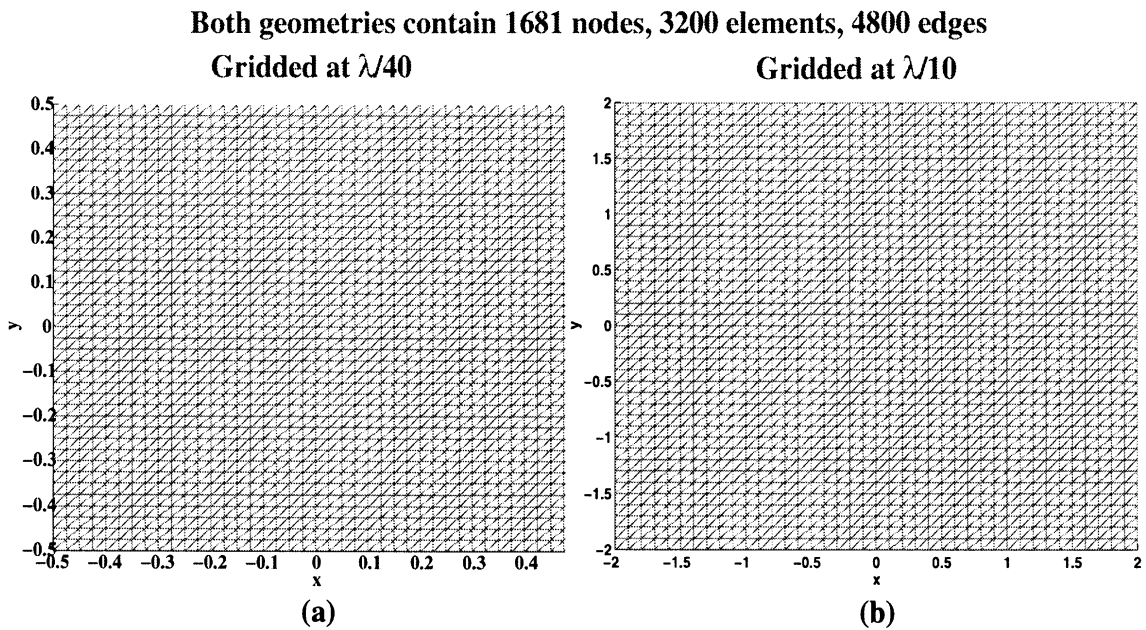 Both geometries contain 1681 nodes, 3200 elements, 4800 edges
Gridded at λ/40
Gridded at λ/10
0.5
0.4
0.3
0.2
0.1
0
−0.1
−0.2
−0.3
−0.4
−0.5
y
−0.5 −0.4 −0.3 −0.2 −0.1 0 0.1 0.2 0.3 0.4
x
(a)
2
1.5
1
0.5
0
−0.5
−1
−1.5
−2
y
−2 −1.5 −1 −0.5 0 0.5 1 1.5 2
x
(b)